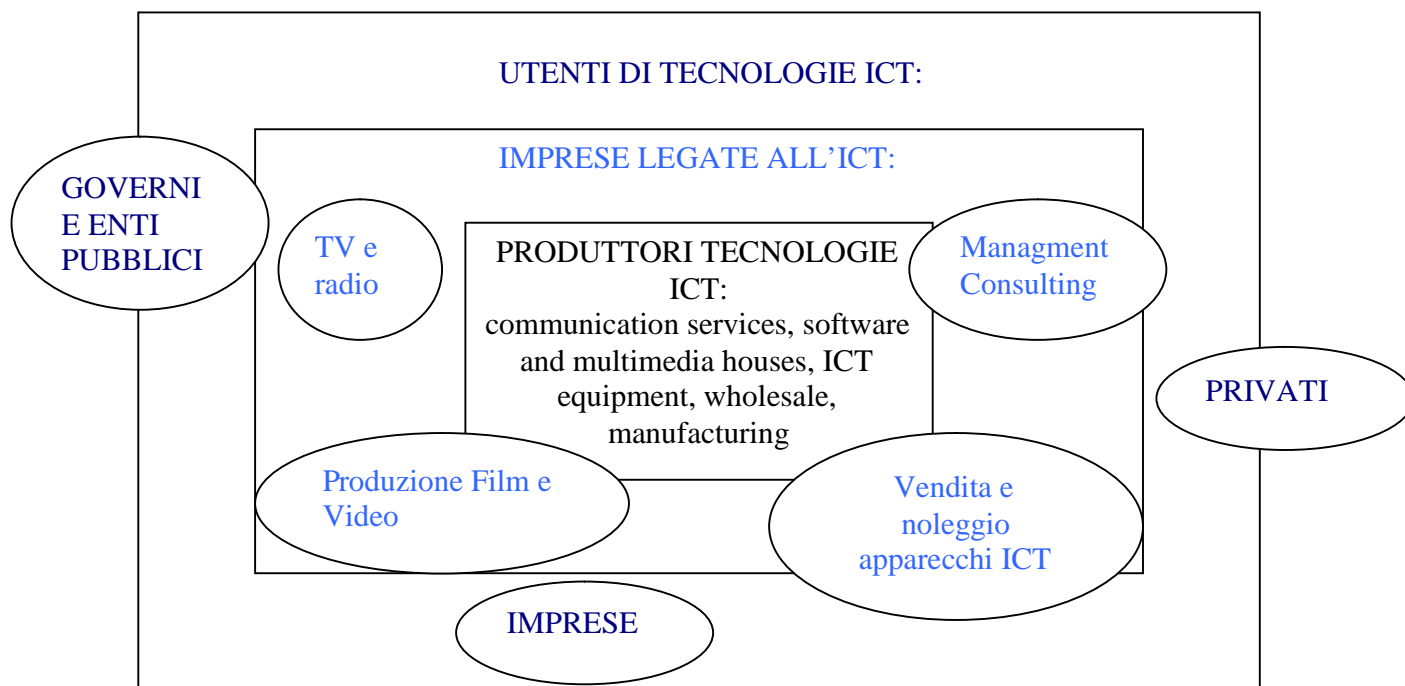 UTENTI DI TECNOLOGIE ICT:
IMPRESE LEGATE ALL’ICT:
GOVERNI
E ENTI
PUBBLICI
TV e
radio
PRODUTTORI TECNOLOGIE
ICT:
communication services, software
and multimedia houses, ICT
equipment, wholesale,
manufacturing
Managment
Consulting
PRIVATI
Produzione Film e
Video
Vendita e
noleggio
apparecchi ICT
IMPRESE